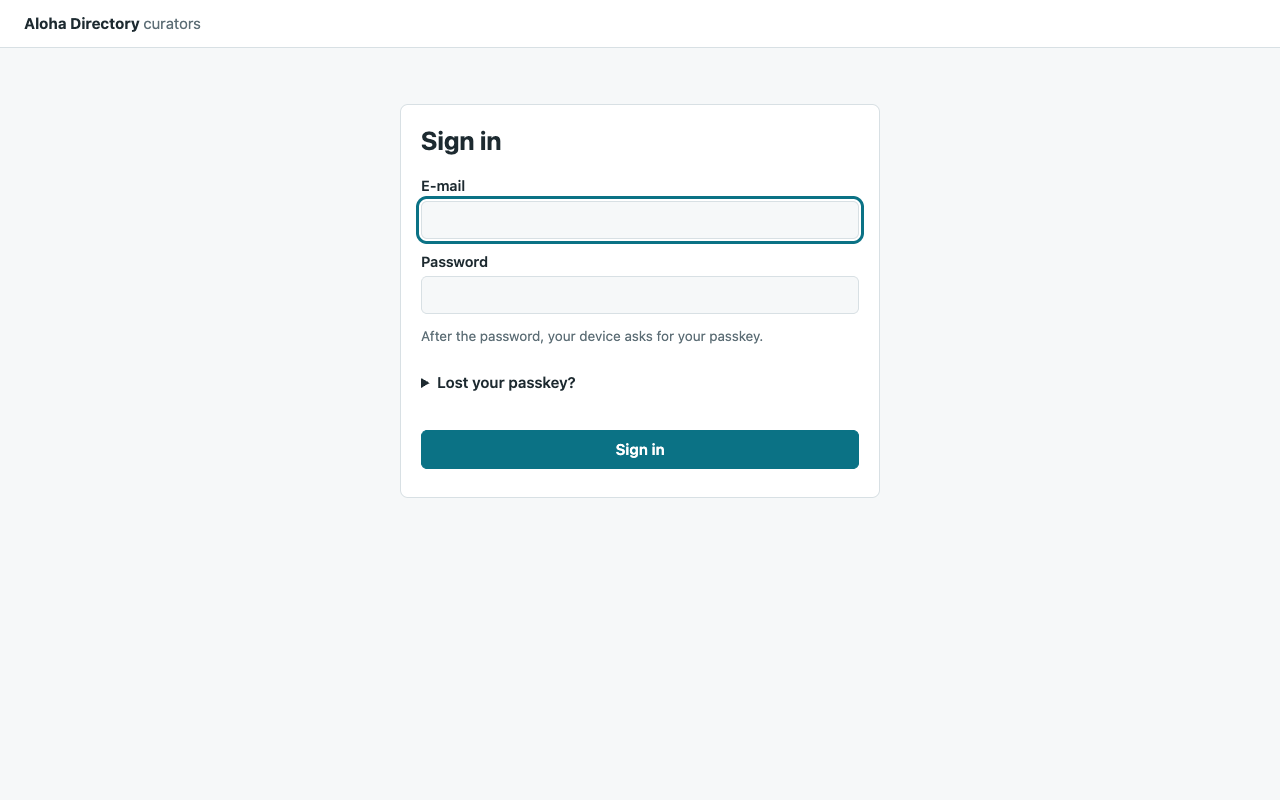 Aloha Directory curators
Sign in
E-mail
Password
After the password, your device asks for your passkey.
Lost your passkey?
Sign in